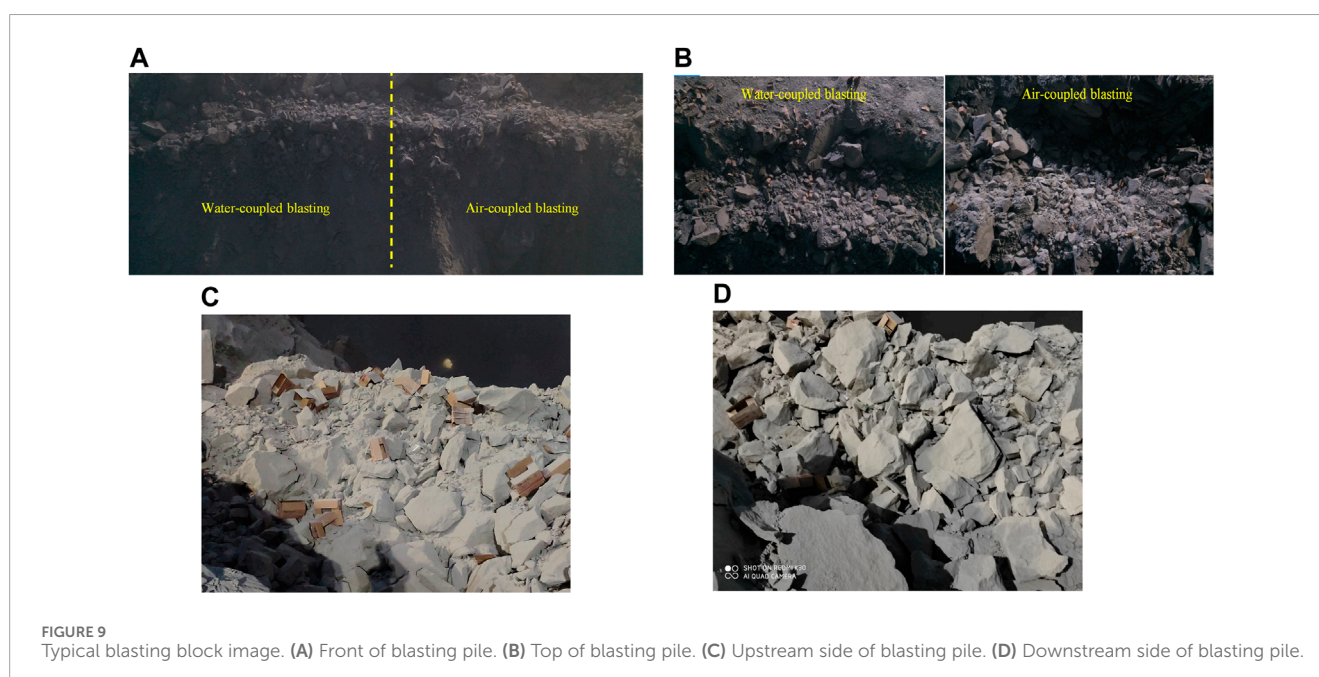 A
B
Water-coupled blasting
Air-coupled blasting
Water-coupled blasting
Air-coupled blasting
C
D
SHOT ON REDMI K30
AI QUAD CAMERA
FIGURE 9
Typical blasting block image. (A) Front of blasting pile. (B) Top of blasting pile. (C) Upstream side of blasting pile. (D) Downstream side of blasting pile.